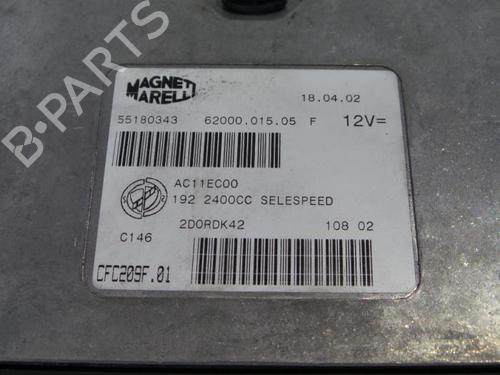 MAGNETI
MARELLI
18.04.02
55180343 62000.015.05 F 12V=
AC11EC00
192 2400CC SELESPEED
2D0RDK42 108 02
C146
CFC209F.01
B-PARTS